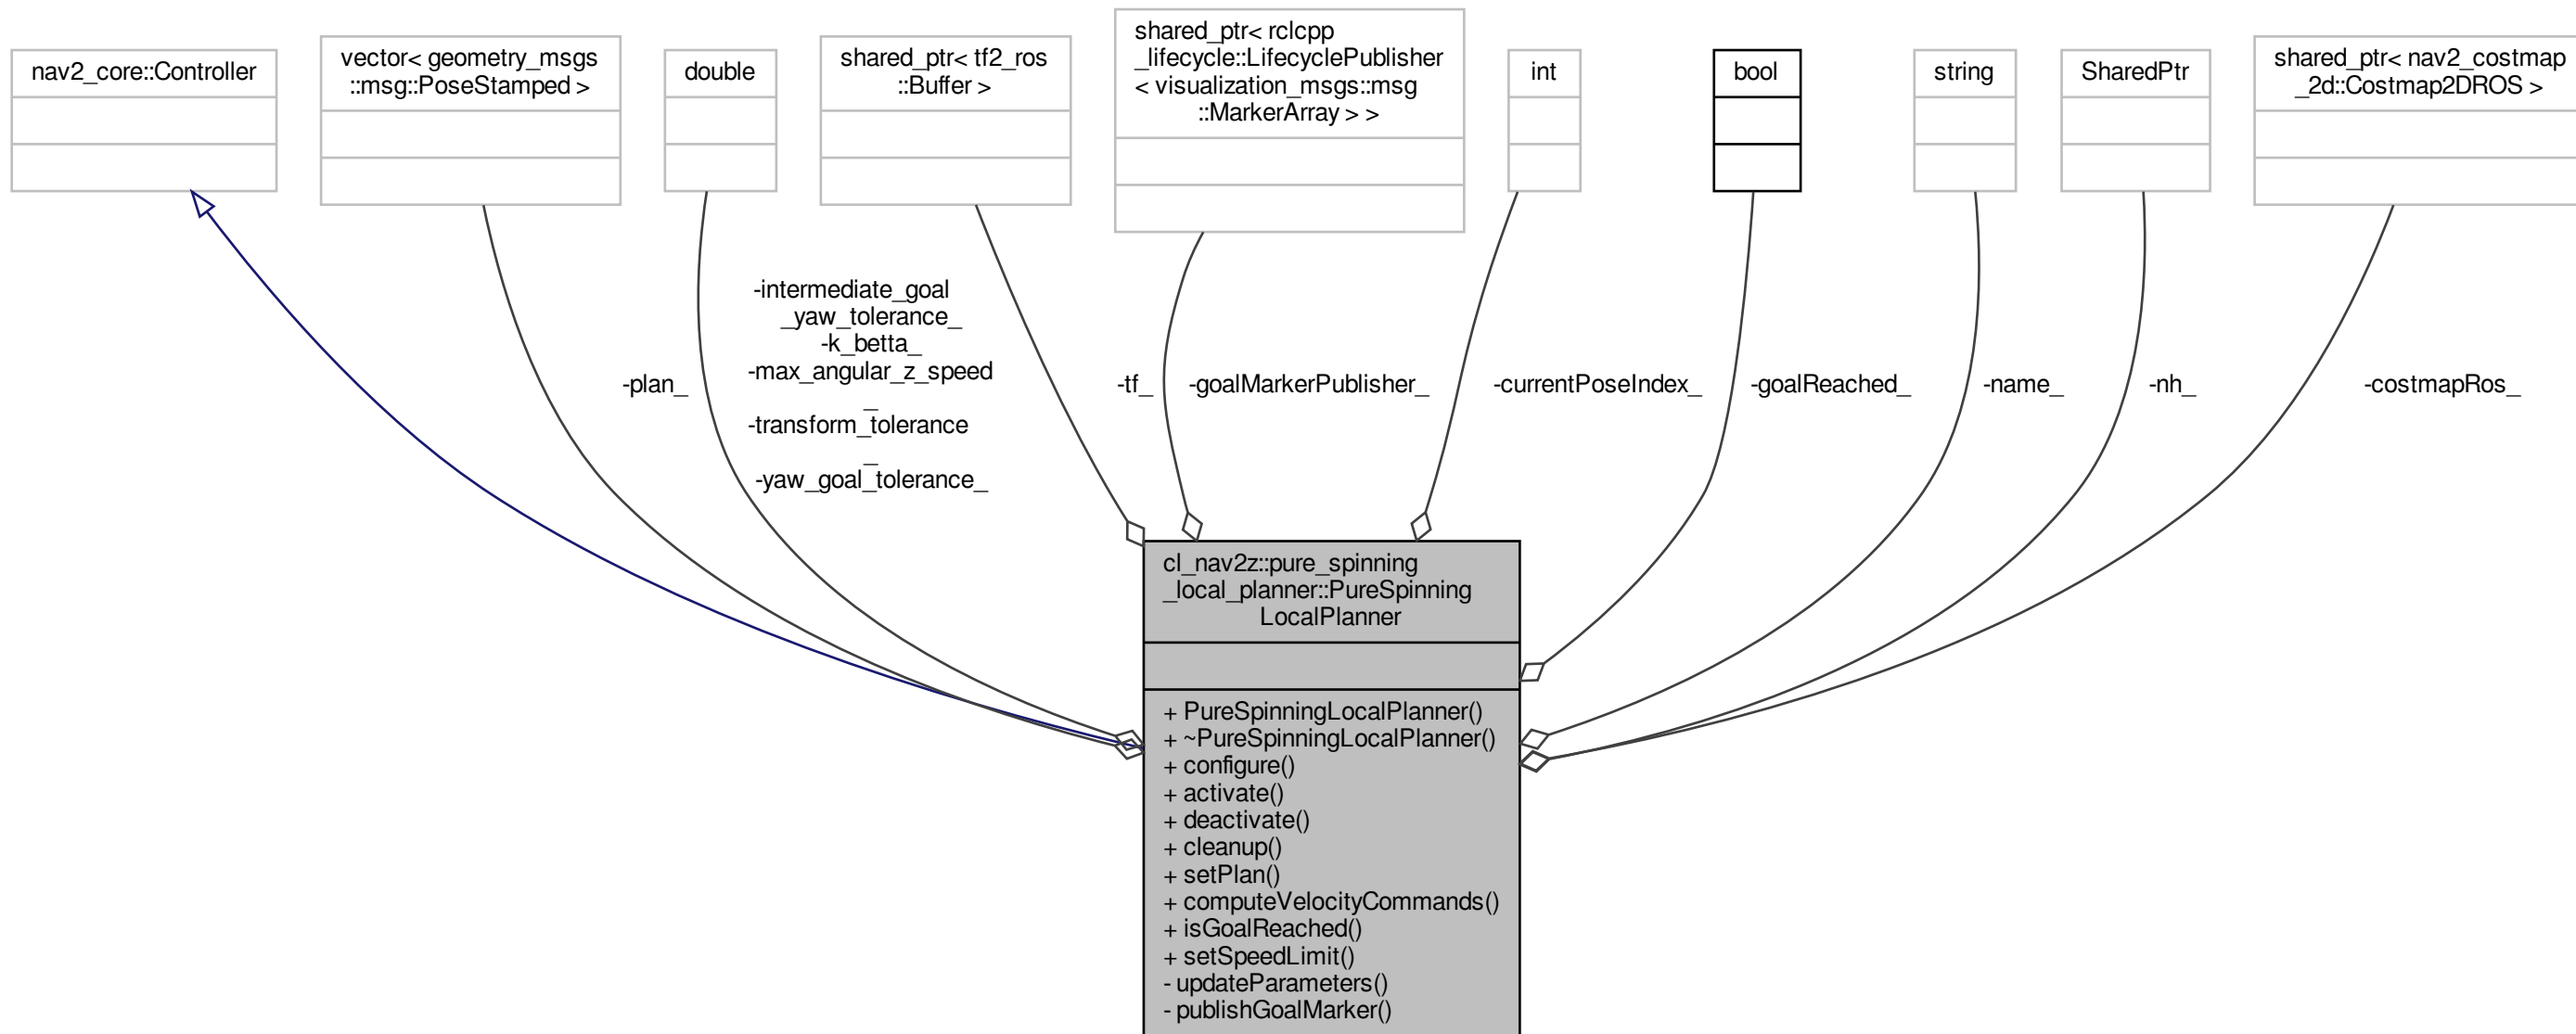 nav2_core::Controller
vector< geometry_msgs
::msg::PoseStamped >
double
shared_ptr< tf2_ros
::Buffer >
shared_ptr< rclcpp
_lifecycle::LifecyclePublisher
< visualization_msgs::msg
::MarkerArray > >
int
bool
string
SharedPtr
shared_ptr< nav2_costmap
_2d::Costmap2DROS >
-plan_
-intermediate_goal
_yaw_tolerance_
-k_betta_
-max_angular_z_speed
_
-transform_tolerance
_
-yaw_goal_tolerance_
-tf_
-goalMarkerPublisher_
-currentPoseIndex_
-goalReached_
-name_
-nh_
-costmapRos_
cl_nav2z::pure_spinning
_local_planner::PureSpinning
LocalPlanner
+ PureSpinningLocalPlanner()
+ ~PureSpinningLocalPlanner()
+ configure()
+ activate()
+ deactivate()
+ cleanup()
+ setPlan()
+ computeVelocityCommands()
+ isGoalReached()
+ setSpeedLimit()
- updateParameters()
- publishGoalMarker()